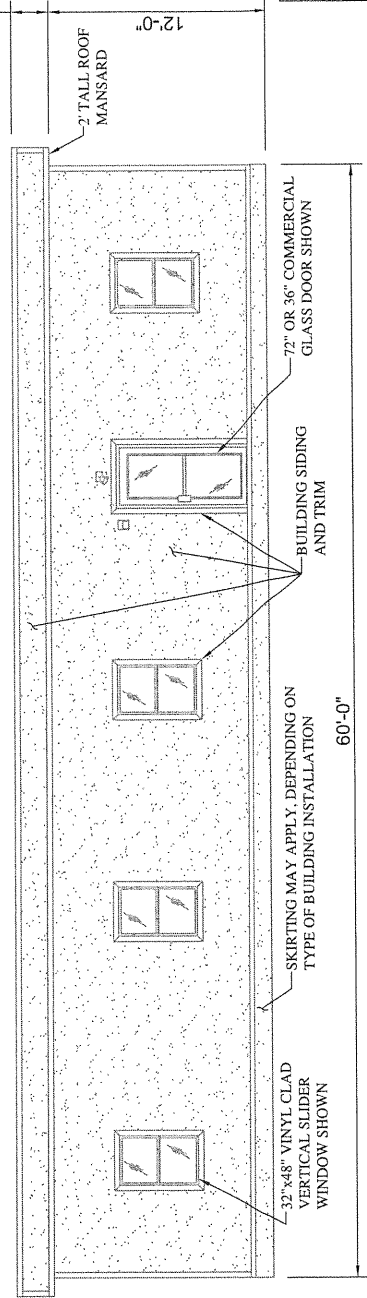 12'-0"
2' TALL ROOF
MANSARD
72" OR 36" COMMERCIAL
GLASS DOOR SHOWN
BUILDING SIDING
AND TRIM
SKIRTING MAY APPLY, DEPENDING ON
TYPE OF BUILDING INSTALLATION
32"x48" VINYL CLAD
VERTICAL SLIDER
WINDOW SHOWN
60'-0"